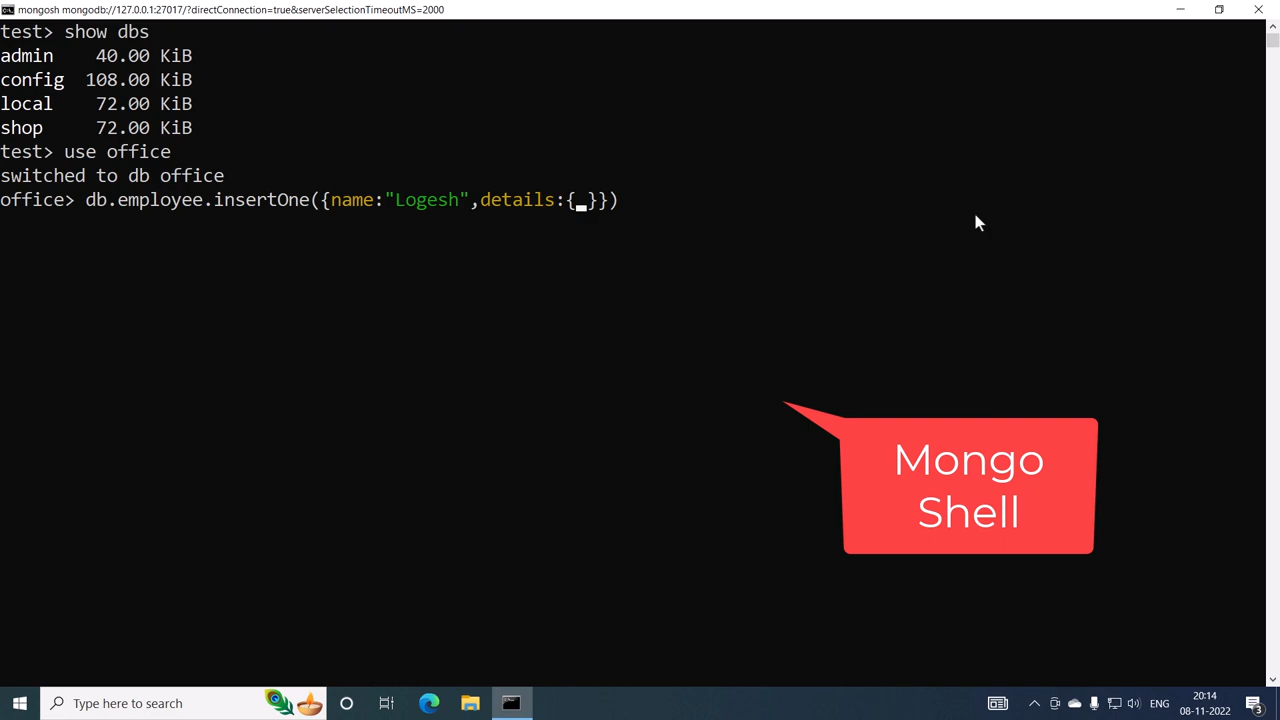 mongosh mongodb://127.0.0.1:27017/?directConnection=true&serverSelectionTimeoutMS=2000
test> show dbs
admin    40.00 KiB
config  108.00 KiB
local    72.00 KiB
shop     72.00 KiB
test> use office
switched to db office
office> db.employee.insertOne({name:"Logesh",details:{_}})
Mongo
Shell
Type here to search
ENG
20:14
08-11-2022
3